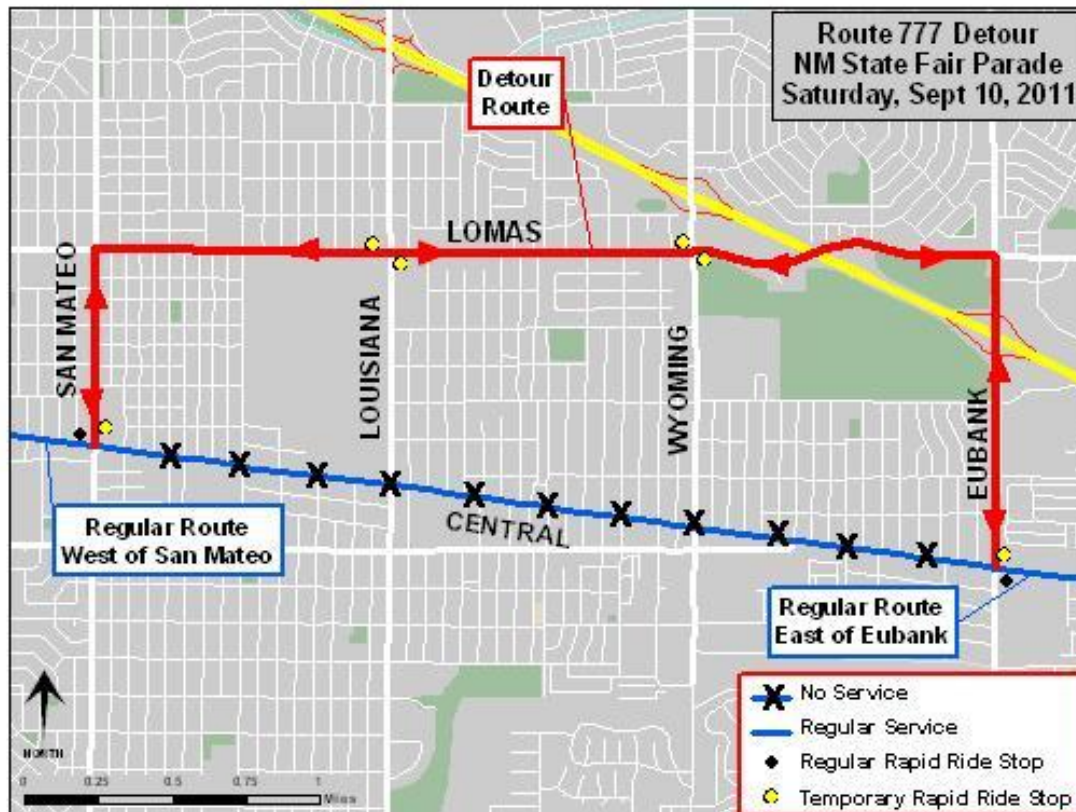 Route 777 Detour
NM State Fair Parade
Saturday, Sept 10, 2011
Detour
Route
LOMAS
SAN MATEO
LOUISIANA
WYOMING
EUBANK
CENTRAL
Regular Route
West of San Mateo
Regular Route
East of Eubank
No Service
Regular Service
Regular Rapid Ride Stop
Temporary Rapid Ride Stop
NORTH
0 0.25 0.5 0.75 1
Miles